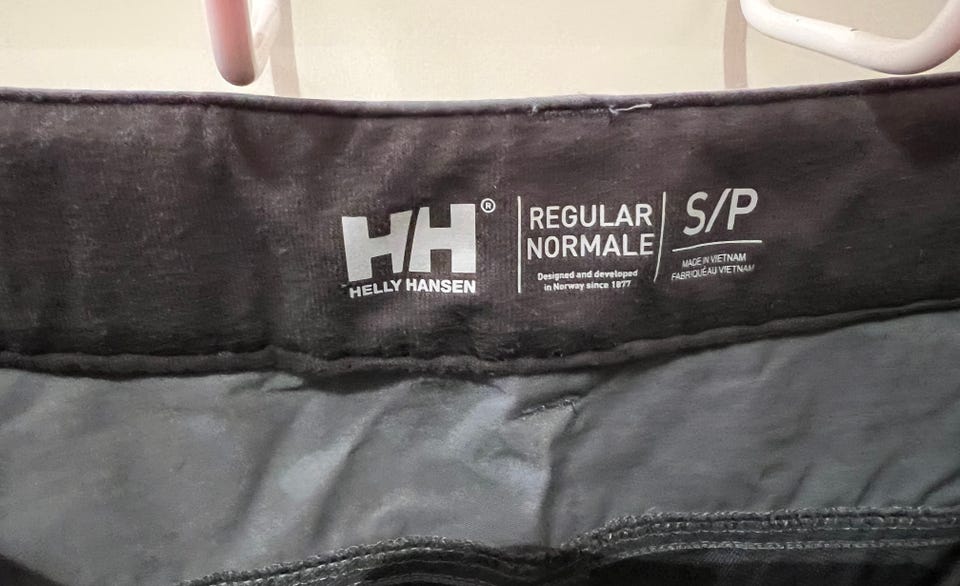 HH®
HELLY HANSEN
REGULAR
NORMALE
Designed and developed
in Norway since 1877
S/P
MADE IN VIETNAM
FABRIQUÉ AU VIETNAM